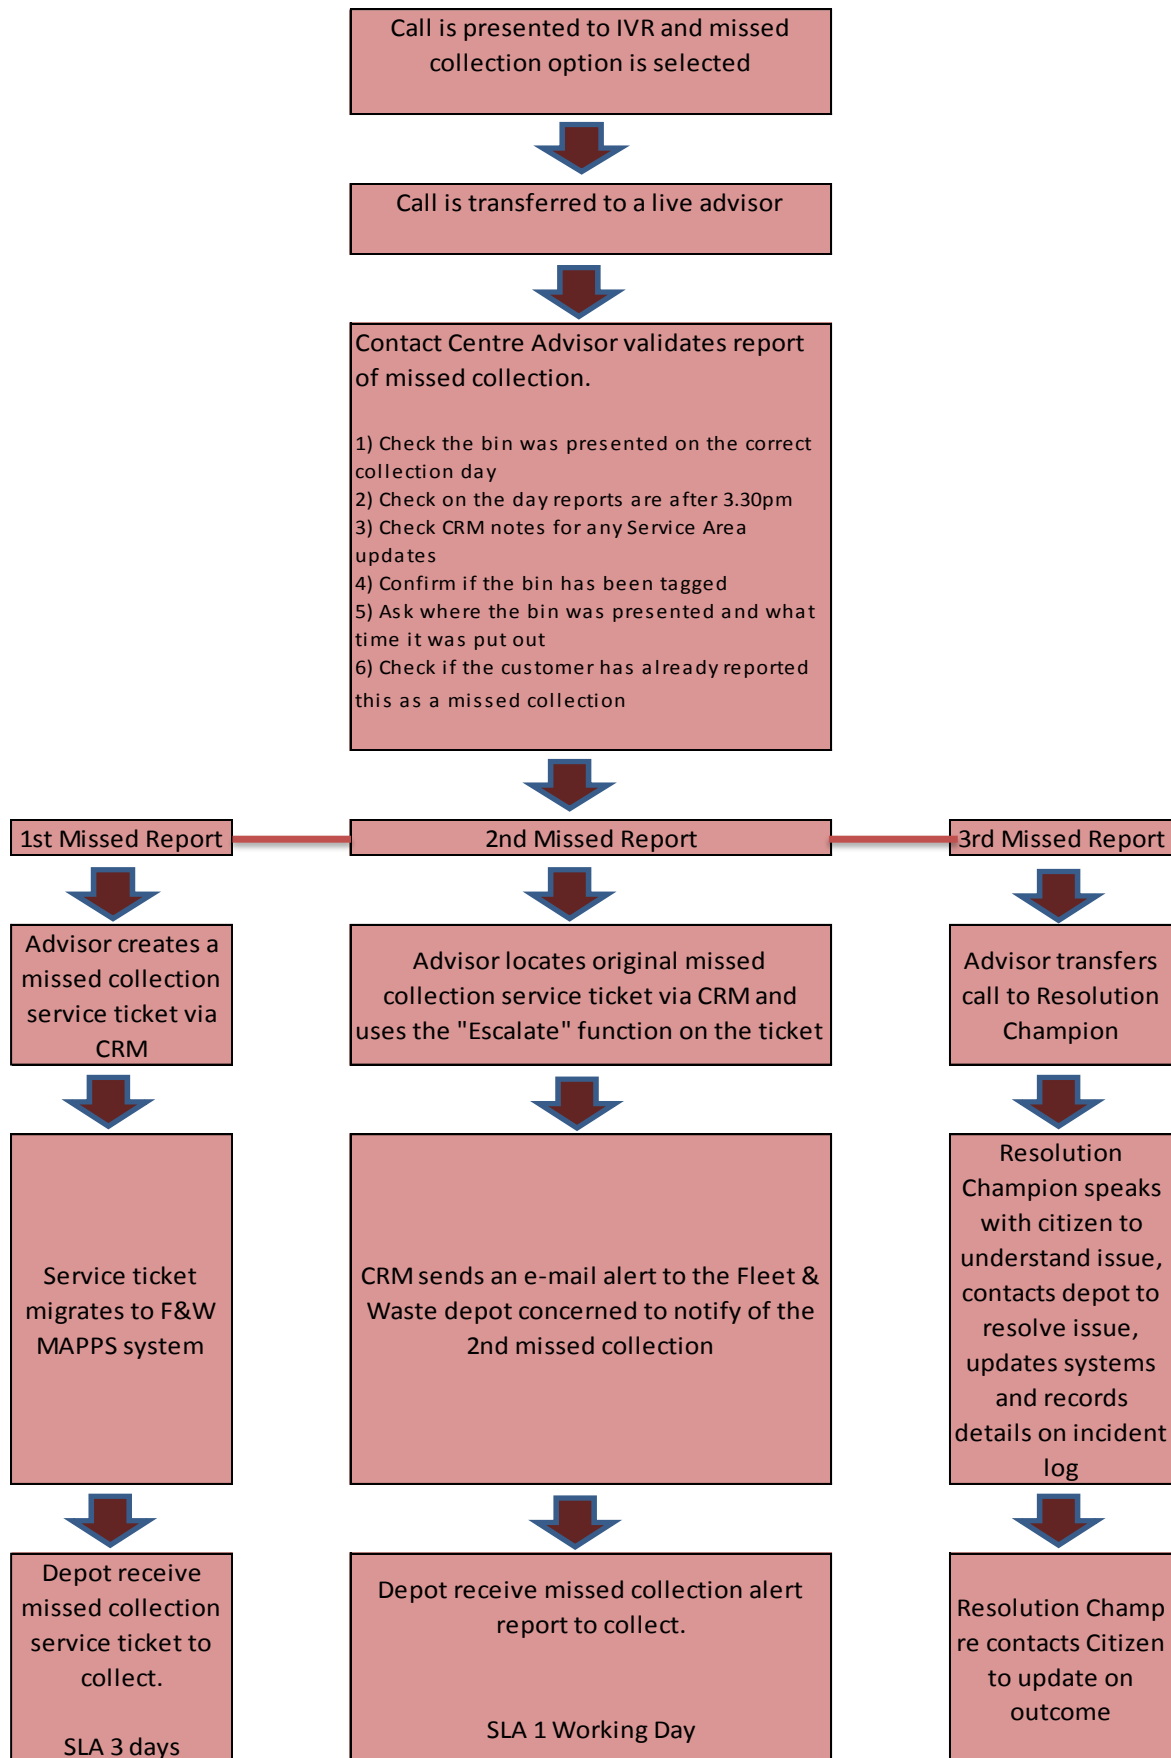 Call is presented to IVR and missed
collection option is selected
Call is transferred to a live advisor
Contact Centre Advisor validates report
of missed collection.
1) Check the bin was presented on the correct
collection day
2) Check on the day reports are after 3.30pm
3) Check CRM notes for any Service Area
updates
4) Confirm if the bin has been tagged
5) Ask where the bin was presented and what
time it was put out
6) Check if the customer has already reported
this as a missed collection
1st Missed Report
2nd Missed Report
3rd Missed Report
Advisor creates a
missed collection
service ticket via
CRM
Advisor locates original missed
collection service ticket via CRM and
uses the "Escalate" function on the ticket
Advisor transfers
call to Resolution
Champion
Service ticket
migrates to F&W
MAPPS system
CRM sends an e-mail alert to the Fleet &
Waste depot concerned to notify of the
2nd missed collection
Resolution
Champion speaks
with citizen to
understand issue,
contacts depot to
resolve issue,
updates systems
and records
details on incident
log
Depot receive
missed collection
service ticket to
collect.
SLA 3 days
Depot receive missed collection alert
report to collect.
SLA 1 Working Day
Resolution Champ
re contacts Citizen
to update on
outcome